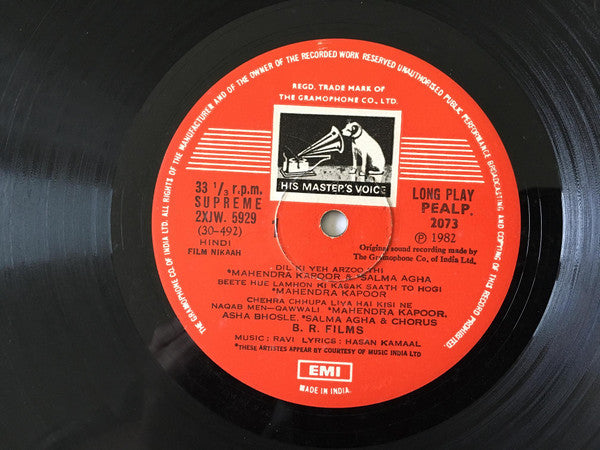 THE GRAMOPHONE CO. OF INDIA LTD. ALL RIGHTS OF THE MANUFACTURER AND OF THE OWNER OF THE RECORDED WORK RESERVED UNAUTHORISED PUBLIC PERFORMANCE BROADCASTING AND COPYING OF THIS RECORD PROHIBITED.
REGD. TRADE MARK OF
THE GRAMOPHONE CO., LTD.
HIS MASTER'S VOICE
33 1/3 r.p.m.
SUPREME
2XJW. 5929
(30-492)
HINDI
FILM NIKAAH
LONG PLAY
PEALP.
2073
℗ 1982
Original sound recording made by
The Gramophone Co., of India Ltd.,
DIL KI YEH ARZOO THI
*MAHENDRA KAPOOR & *SALMA AGHA
BEETE HUE LAMHON KI KASAK SAATH TO HOGI
*MAHENDRA KAPOOR
CHEHRA CHHUPA LIYA HAI KISI NE
NAQAB MEN-QAWWALI *MAHENDRA KAPOOR,
ASHA BHOSLE, *SALMA AGHA & CHORUS
B. R. FILMS
MUSIC: RAVI LYRICS: HASAN KAMAAL
*THESE ARTISTES APPEAR BY COURTESY OF MUSIC INDIA LTD
EMI
MADE IN INDIA.